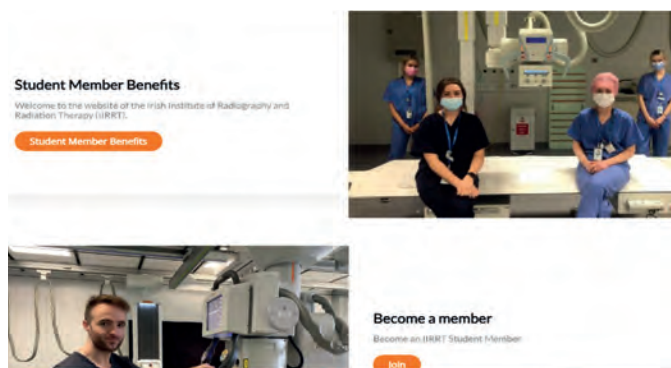 Student Member Benefits
Welcome to the website of the Irish Institute of Radiography and
Radiation Therapy (IIRRT).
Student Member Benefits
Become a member
Become an IIRRT Student Member
Join